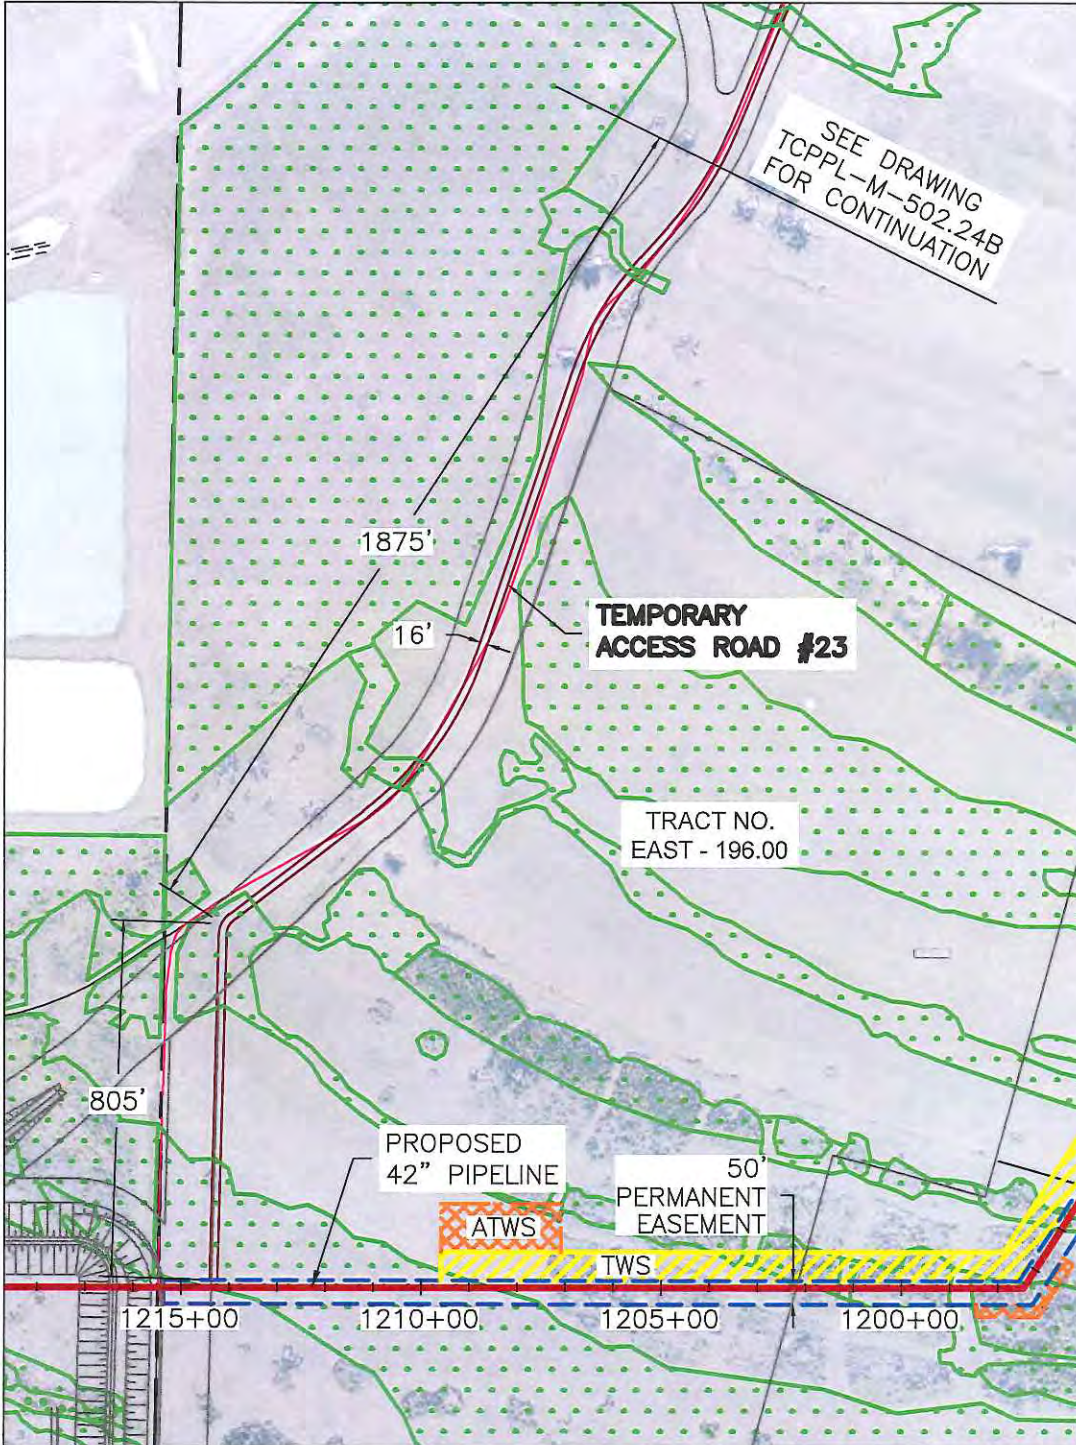 SEE DRAWING
TCPPL-M-502.24B
FOR CONTINUATION
1875'
16'
TEMPORARY
ACCESS ROAD #23
TRACT NO.
EAST - 196.00
805'
PROPOSED
42" PIPELINE
50'
PERMANENT
EASEMENT
ATWS
TWS
1215+00
1210+00
1205+00
1200+00